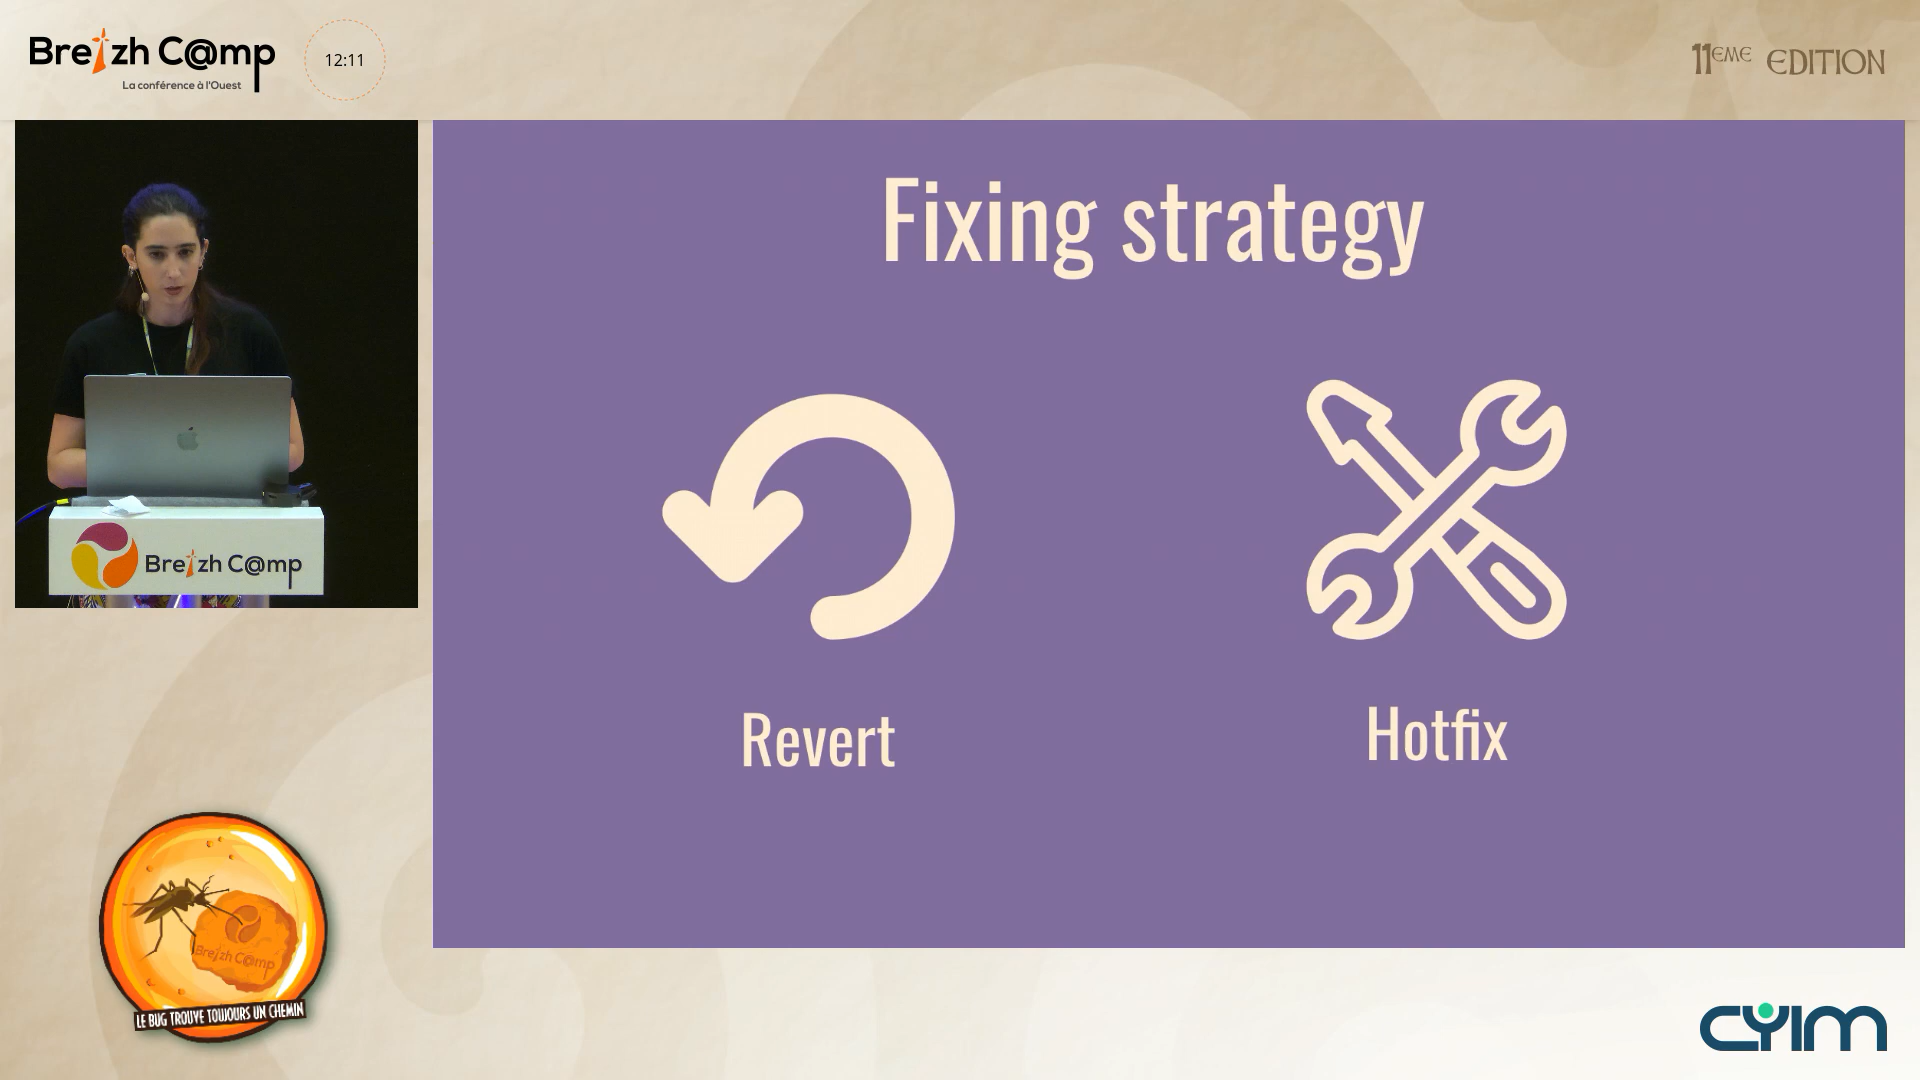 Breizh C@mp
La conférence à l'Ouest
12:11
11EME EDITION
Fixing strategy
Revert
Hotfix
Breizh C@mp
Breizh C@mp
LE BUG TROUVE TOUJOURS UN CHEMIN
CYIM